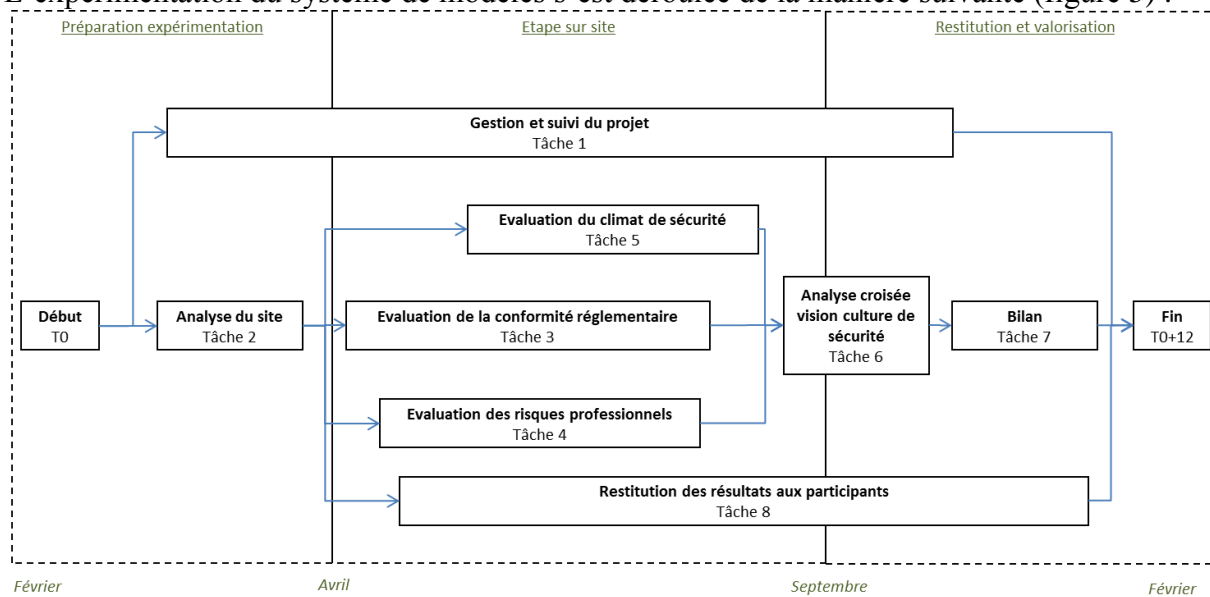 L'expérimentation du système de modèles s'est déroulée de la manière suivante (figure 3) :
Préparation expérimentation
Etape sur site
Restitution et valorisation
Gestion et suivi du projet
Tâche 1
Evaluation du climat de sécurité
Tâche 5
Début
T0
Analyse du site
Tâche 2
Evaluation de la conformité réglementaire
Tâche 3
Analyse croisée
vision culture de
sécurité
Tâche 6
Bilan
Tâche 7
Fin
T0+12
Evaluation des risques professionnels
Tâche 4
Restitution des résultats aux participants
Tâche 8
Février
Avril
Septembre
Février